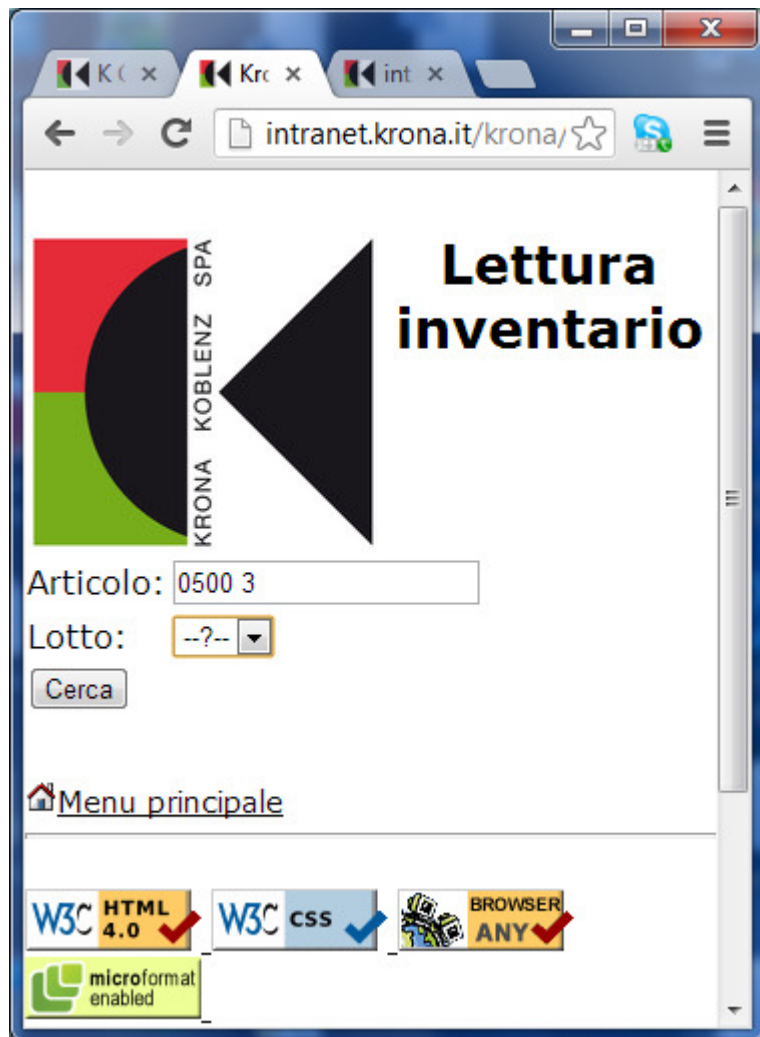 K
Kr
int
intranet.krona.it/krona/
KRONA KOBLENZ SPA
Lettura
inventario
Articolo: 0500 3
Lotto: --?--
Cerca
Menu principale
W3C HTML 4.0
W3C CSS
BROWSER ANY
microformat
enabled